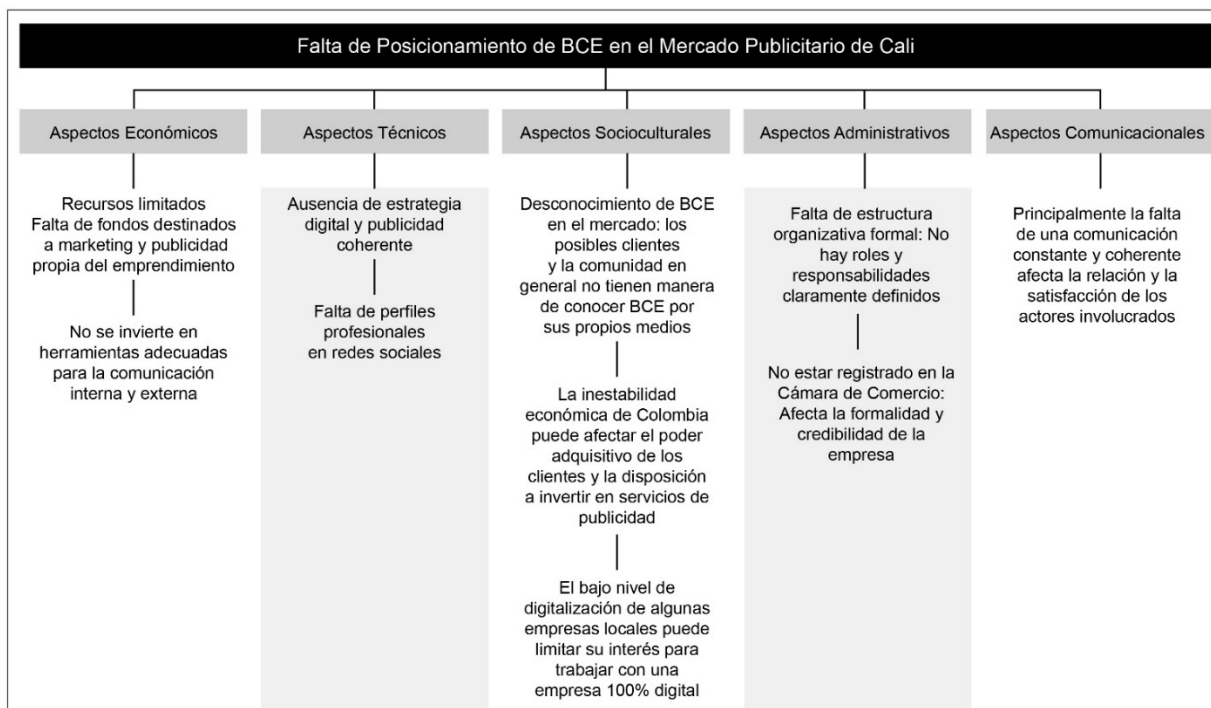 Falta de Posicionamiento de BCE en el Mercado Publicitario de Cali
Aspectos Económicos
Recursos limitados
Falta de fondos destinados
a marketing y publicidad
propia del emprendimiento
No se invierte en
herramientas adecuadas
para la comunicación
interna y externa
Aspectos Técnicos
Ausencia de estrategia
digital y publicidad
coherente
Falta de perfiles
profesionales
en redes sociales
Aspectos Socioculturales
Desconocimiento de BCE
en el mercado: los
posibles clientes
y la comunidad en
general no tienen manera
de conocer BCE por
sus propios medios
La inestabilidad
económica de Colombia
puede afectar el poder
adquisitivo de los
clientes y la disposición
a invertir en servicios de
publicidad
El bajo nivel de
digitalización de algunas
empresas locales puede
limitar su interés para
trabajar con una
empresa 100% digital
Aspectos Administrativos
Falta de estructura
organizativa formal: No
hay roles y
responsabilidades
claramente definidos
No estar registrado en la
Cámara de Comercio:
Afecta la formalidad y
credibilidad de la
empresa
Aspectos Comunicacionales
Principalmente la falta
de una comunicación
constante y coherente
afecta la relación y la
satisfacción de los
actores involucrados